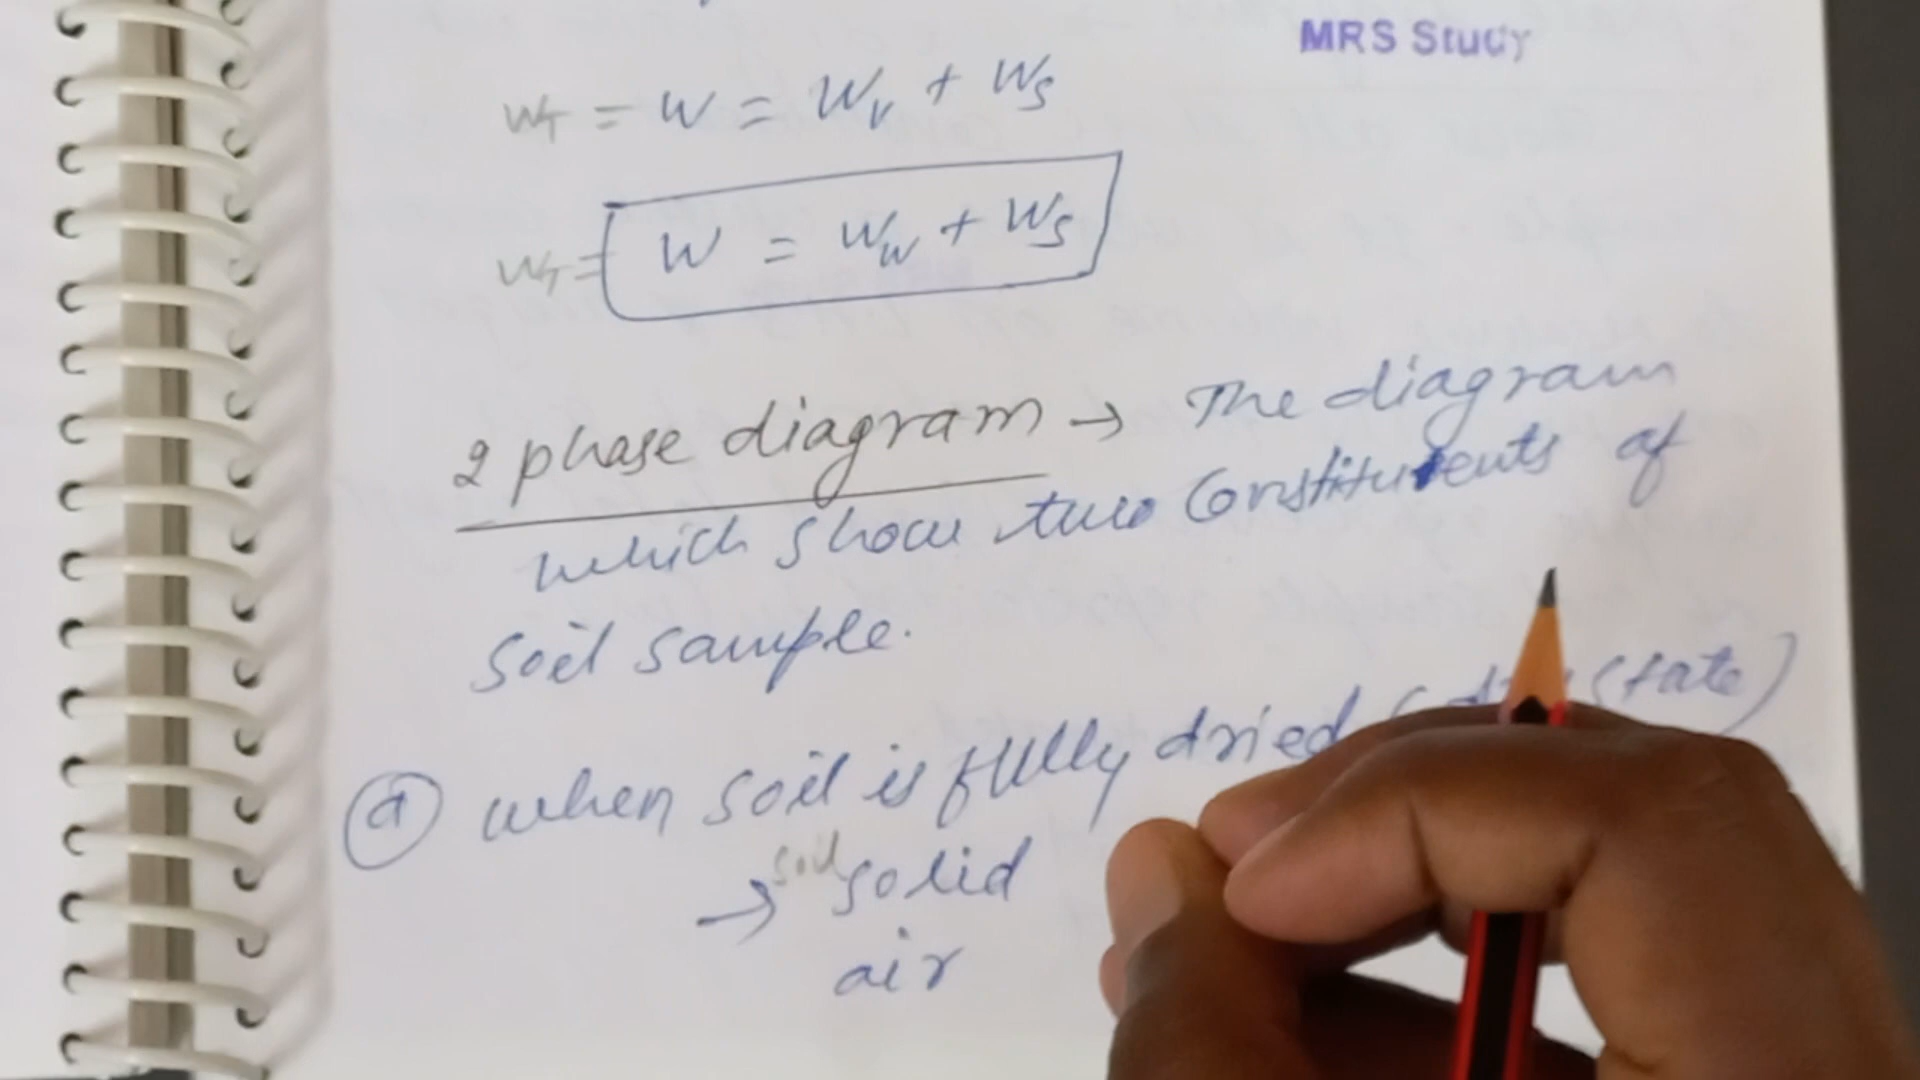 MRS Study
WT = W = Wv + Ws
WT = W = Ww + Ws
2 phase diagram → The diagram
which show two constituents of
soil sample.
a when soil is fully dried (dry state)
→ soil solid
air